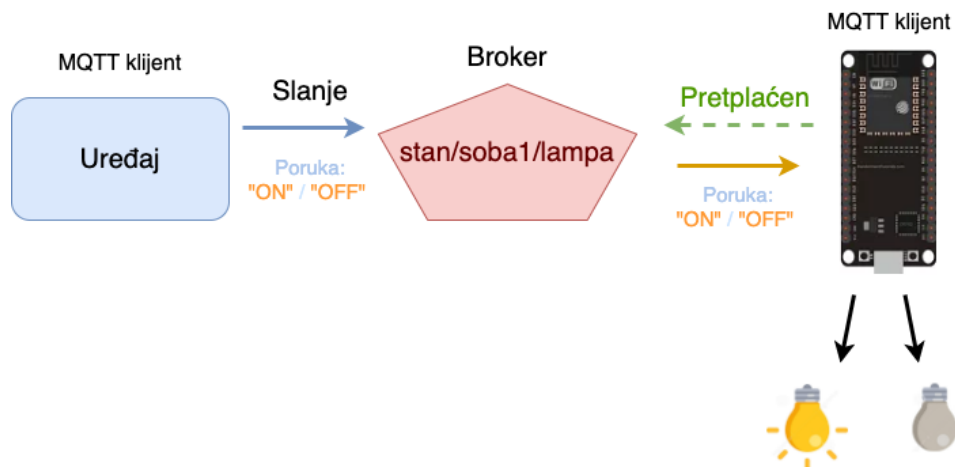 MQTT klijent
Uređaj
Slanje
Poruka:
"ON" / "OFF"
Broker
stan/soba1/lampa
Pretplaćen
Poruka:
"ON" / "OFF"
MQTT klijent